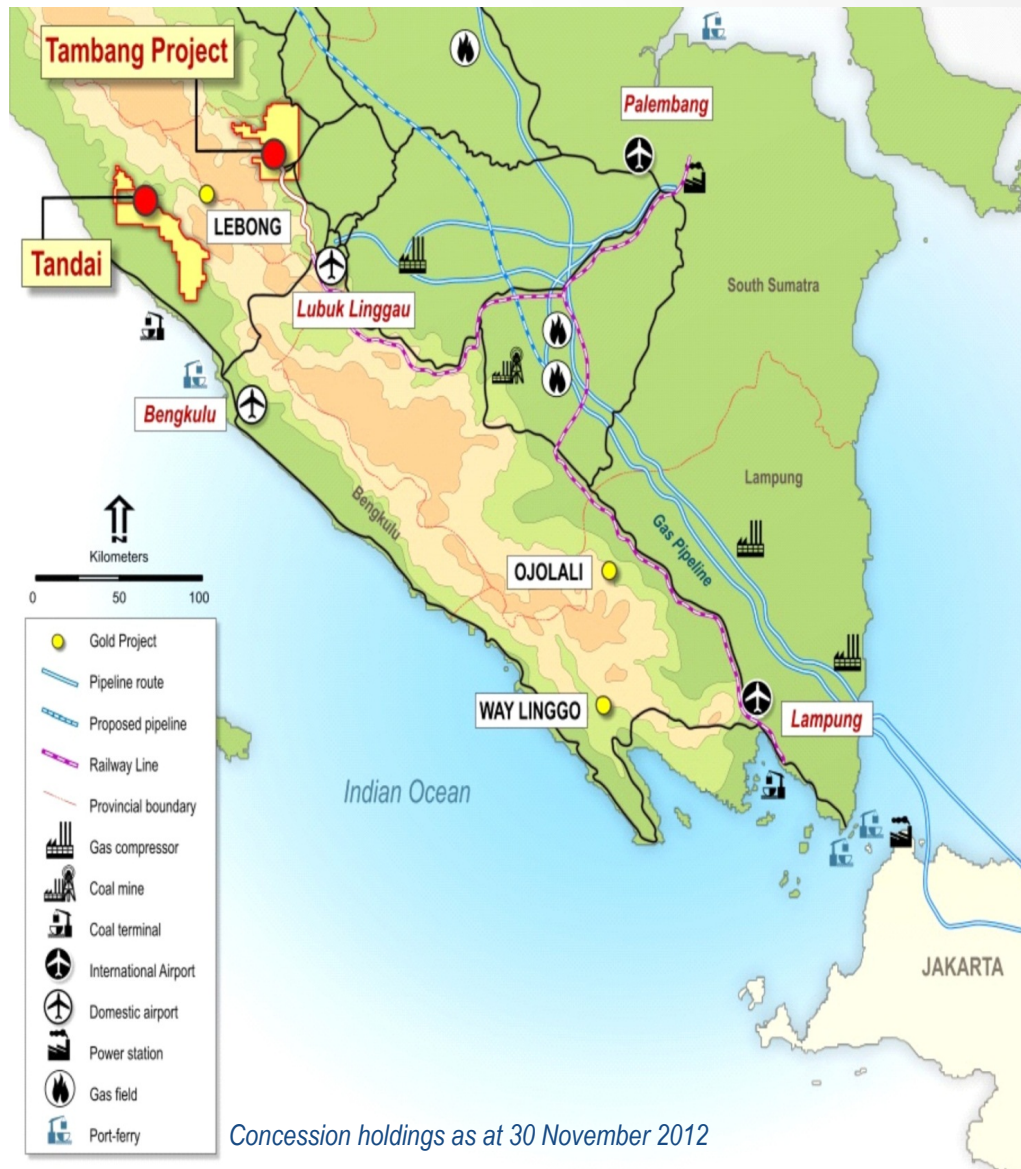 Tambang Project
Palembang
LEBONG
Tandai
Lubuk Linggau
South Sumatra
Bengkulu
Lampung
Bengkulu
Gas Pipeline
N
Kilometers
0 50 100
OJOLALI
WAY LINGGO
Lampung
Indian Ocean
JAKARTA
Gold Project
Pipeline route
Proposed pipeline
Railway Line
Provincial boundary
Gas compressor
Coal mine
Coal terminal
International Airport
Domestic airport
Power station
Gas field
Port-ferry
Concession holdings as at 30 November 2012